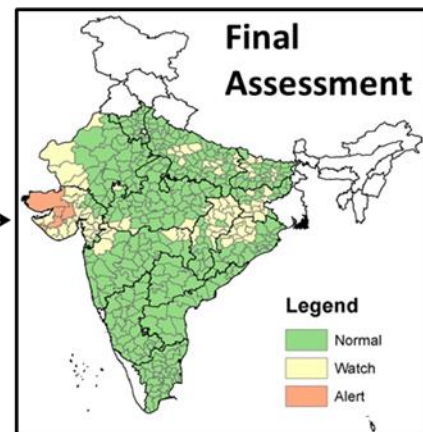 Final
Assessment
Legend
Normal
Watch
Alert